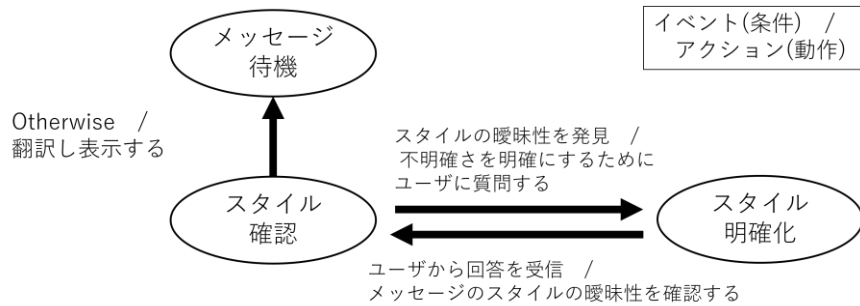 メッセージ
待機
イベント(条件) /
アクション(動作)
Otherwise /
翻訳し表示する
スタイルの曖昧性を発見 /
不明確さを明確にするために
ユーザに質問する
スタイル
確認
スタイル
明確化
ユーザから回答を受信 /
メッセージのスタイルの曖昧性を確認する